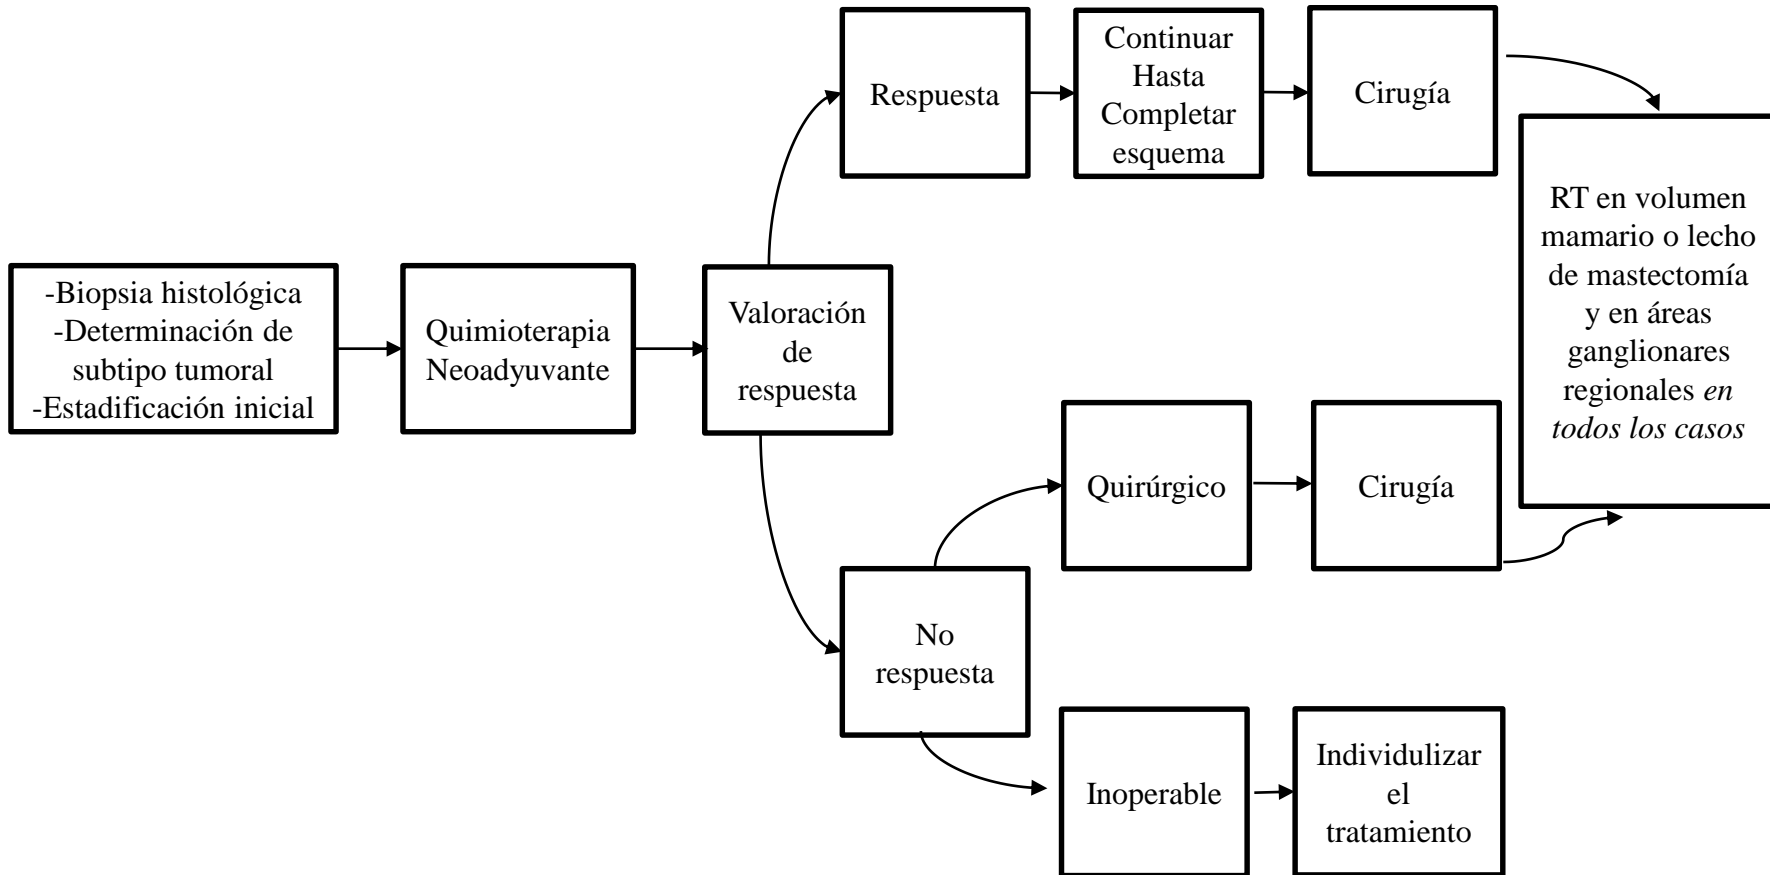 -Biopsia histológica
-Determinación de
subtipo tumoral
-Estadificación inicial
Quimioterapia
Neoadyuvante
Valoración
de
respuesta
Respuesta
Continuar
Hasta
Completar
esquema
Cirugía
RT en volumen
mamario o lecho
de mastectomía
y en áreas
ganglionares
regionales en
todos los casos
No
respuesta
Quirúrgico
Cirugía
Inoperable
Individulizar
el
tratamiento